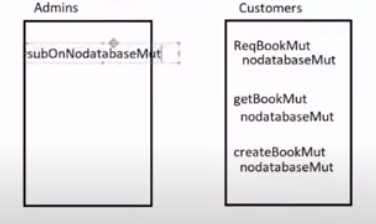 Admins
subOnNodatabaseMut
Customers
ReqBookMut
nodatabaseMut
getBookMut
nodatabaseMut
createBookMut
nodatabaseMut